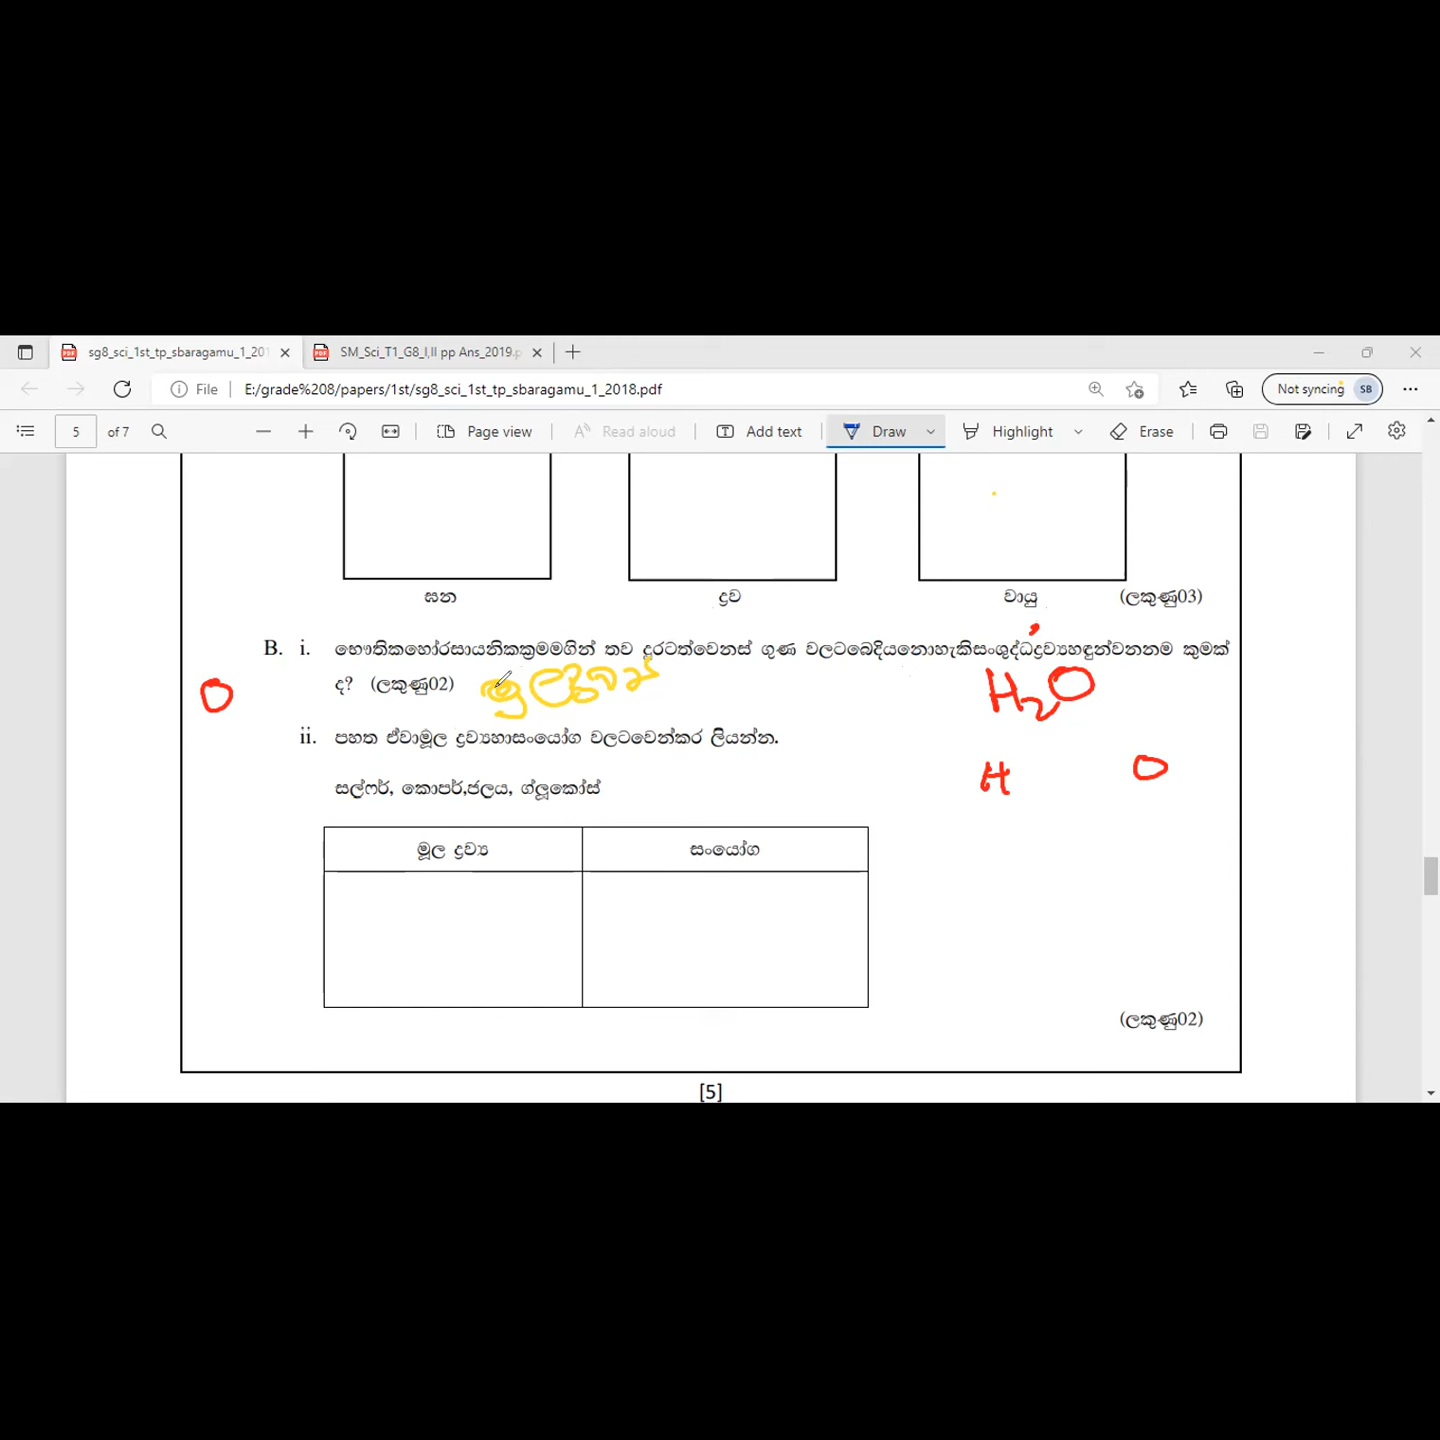 sg8_sci_1st_tp_sbaragamu_1_201 SM_Sci_T1_G8_I,II pp Ans_2019.p
File E:/grade%208/papers/1st/sg8_sci_1st_tp_sbaragamu_1_2018.pdf Not syncing SB
5 of 7 Page view Read aloud Add text Draw Highlight Erase
ඝන ද්‍රව වායු (ලකුණු03)
B. i. භෞතිකහෝරසායනිකක්‍රමමගින් තව දුරටත්වෙනස් ගුණ වලටබෙදියනොහැකිසංශුද්ධද්‍රව්‍යහඳුන්වනනම කුමක්
ද? (ලකුණු02) මූලද්‍රව්‍ය H2O
O
ii. පහත ඒවාමූල ද්‍රව්‍යහාසංයෝග වලටවෙන්කර ලියන්න.
H O
සල්ෆර්, කොපර්,ජලය, ග්ලූකෝස්
මූල ද්‍රව්‍ය සංයෝග
(ලකුණු02)
[5]